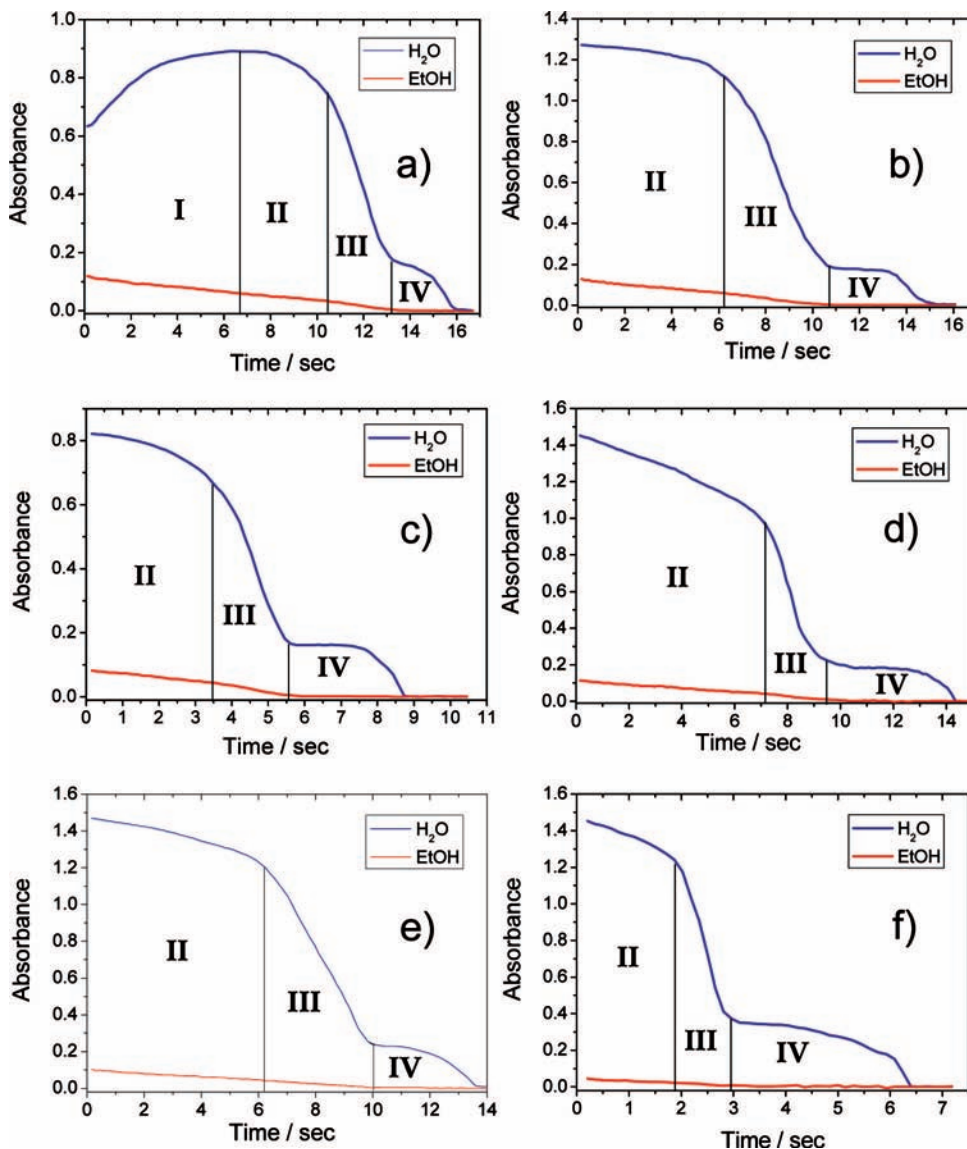 1.0
0.8
0.6
0.4
0.2
0.0
Absorbance
H₂O
EtOH
a)
I
II
III
IV
0 2 4 6 8 10 12 14 16
Time / sec
1.4
1.2
1.0
0.8
0.6
0.4
0.2
0.0
Absorbance
H₂O
EtOH
b)
II
III
IV
0 2 4 6 8 10 12 14 16
Time / sec
0.8
0.6
0.4
0.2
0.0
Absorbance
H₂O
EtOH
c)
II
III
IV
0 1 2 3 4 5 6 7 8 9 10 11
Time / sec
1.6
1.4
1.2
1.0
0.8
0.6
0.4
0.2
0.0
Absorbance
H₂O
EtOH
d)
II
III
IV
0 2 4 6 8 10 12 14
Time / sec
1.6
1.4
1.2
1.0
0.8
0.6
0.4
0.2
0.0
Absorbance
H₂O
EtOH
e)
II
III
IV
0 2 4 6 8 10 12 14
Time / sec
1.6
1.4
1.2
1.0
0.8
0.6
0.4
0.2
0.0
Absorbance
H₂O
EtOH
f)
II
III
IV
0 1 2 3 4 5 6 7
Time / sec